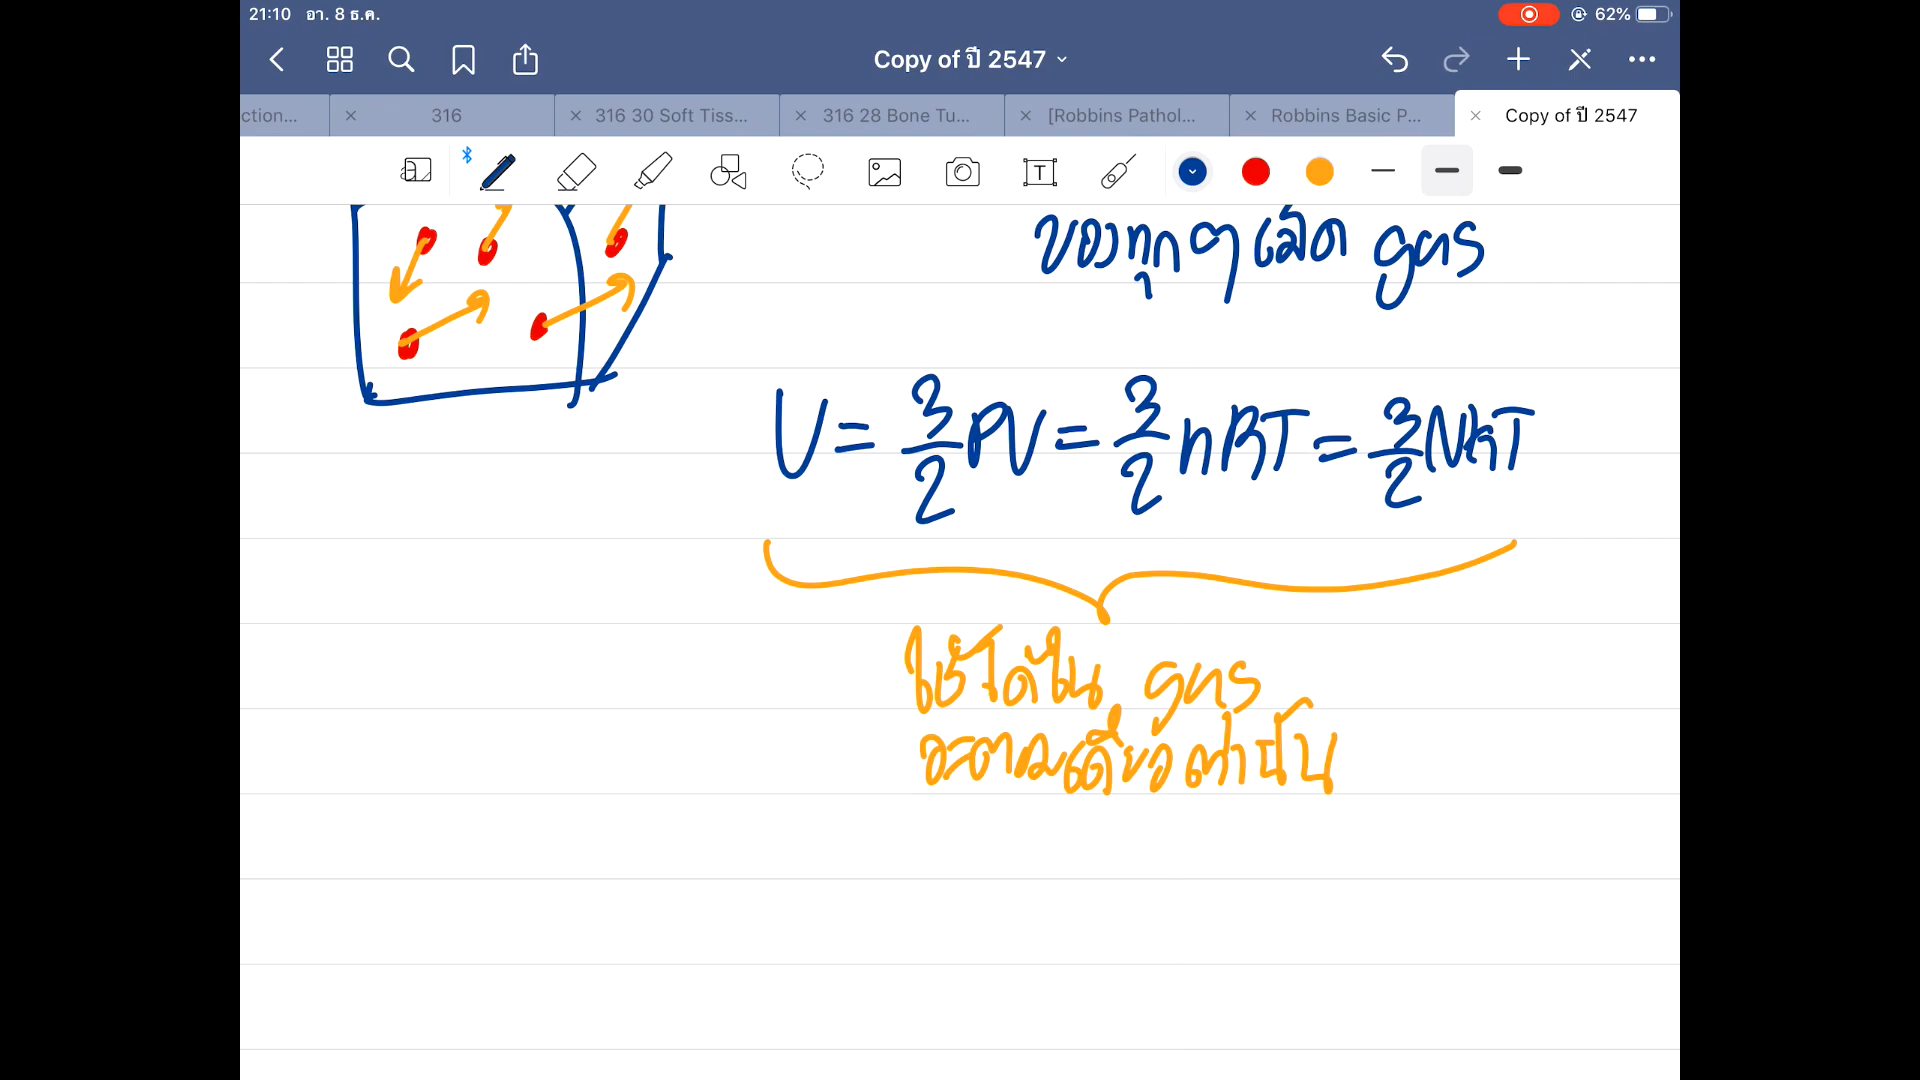 21:10 อา. 8 ธ.ค.
62%
Copy of ปี 2547
ction...
316
316 30 Soft Tiss...
316 28 Bone Tu...
[Robbins Pathol...
Robbins Basic P...
Copy of ปี 2547
ของทุกๆเม็ด gas
U = 3/2 PV = 3/2 nRT = 3/2 NkT
ใช้ได้ใน gas
อะตอมเดี่ยวเท่านั้น